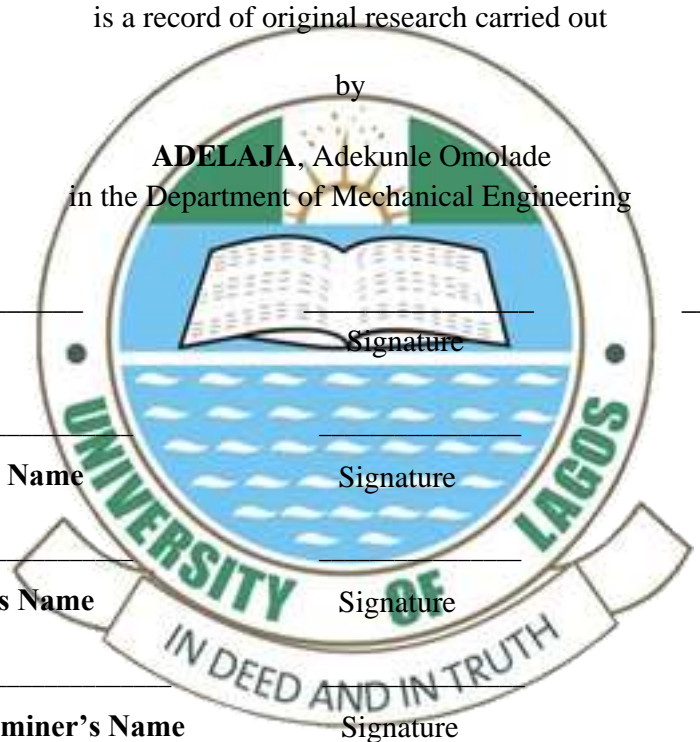 is a record of original research carried out
by
ADELAJA, Adekunle Omolade
in the Department of Mechanical Engineering
Signature
Name Signature
s Name Signature
miner's Name Signature
UNIVERSITY OF LAGOS
IN DEED AND IN TRUTH